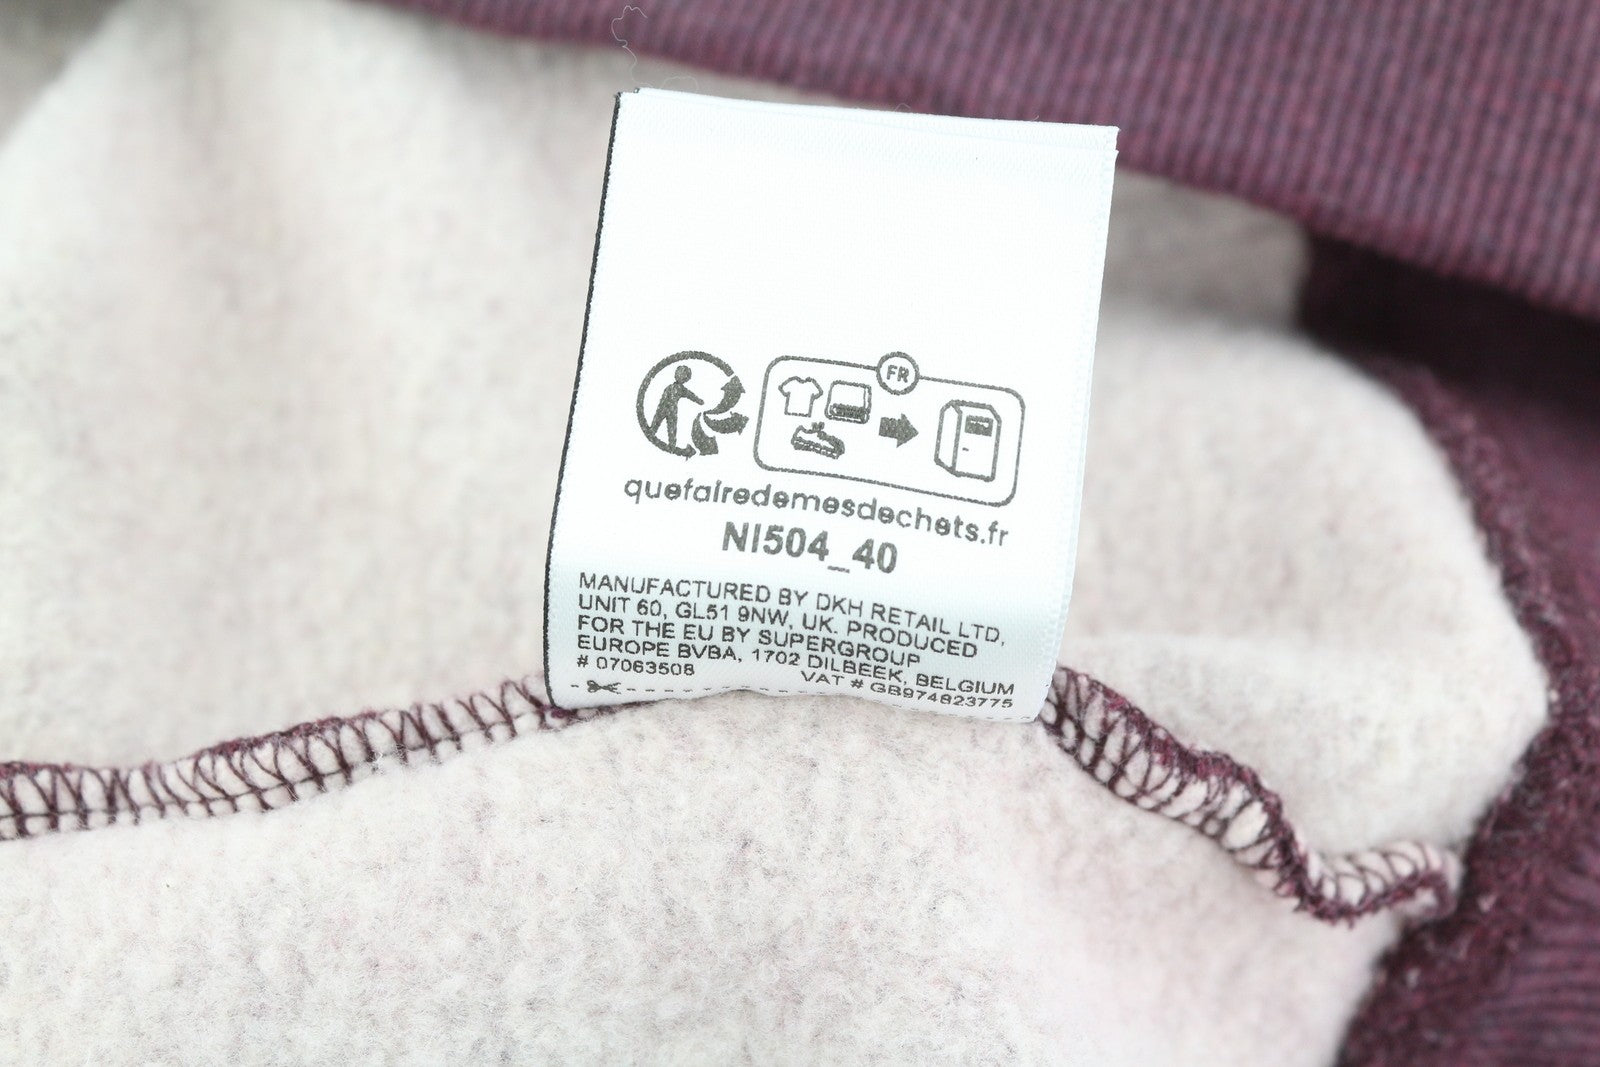 FR
quefairedemesdechets.fr
NI504_40
MANUFACTURED BY DKH RETAIL LTD,
UNIT 60, GL51 9NW, UK. PRODUCED
FOR THE EU BY SUPERGROUP
EUROPE BVBA, 1702 DILBEEK, BELGIUM
# 07063508 VAT # GB974823775